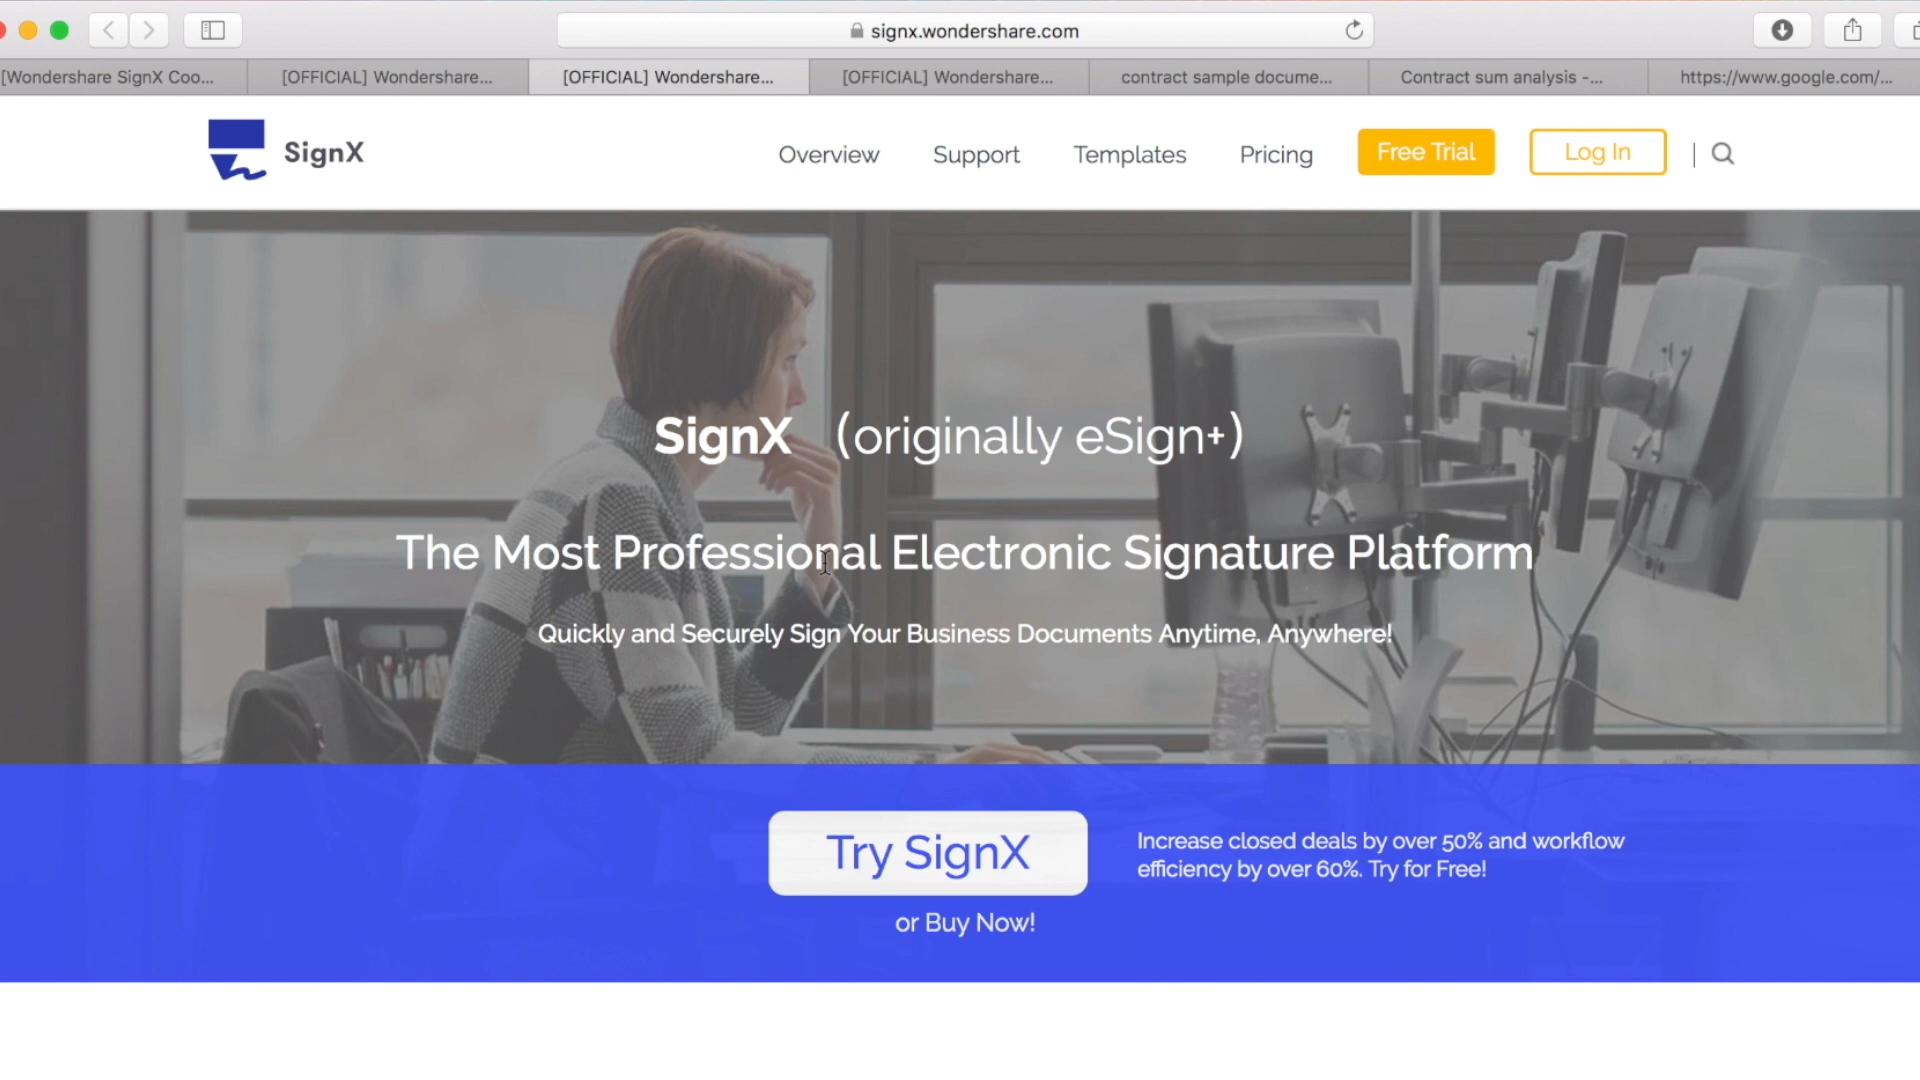 signx.wondershare.com
[Wondershare SignX Coo...
[OFFICIAL] Wondershare...
[OFFICIAL] Wondershare...
[OFFICIAL] Wondershare...
contract sample docume...
Contract sum analysis -...
https://www.google.com/...
SignX
Overview
Support
Templates
Pricing
Free Trial
Log In
SignX (originally eSign+)
The Most Professional Electronic Signature Platform
Quickly and Securely Sign Your Business Documents Anytime, Anywhere!
Try SignX
Increase closed deals by over 50% and workflow
efficiency by over 60%. Try for Free!
or Buy Now!